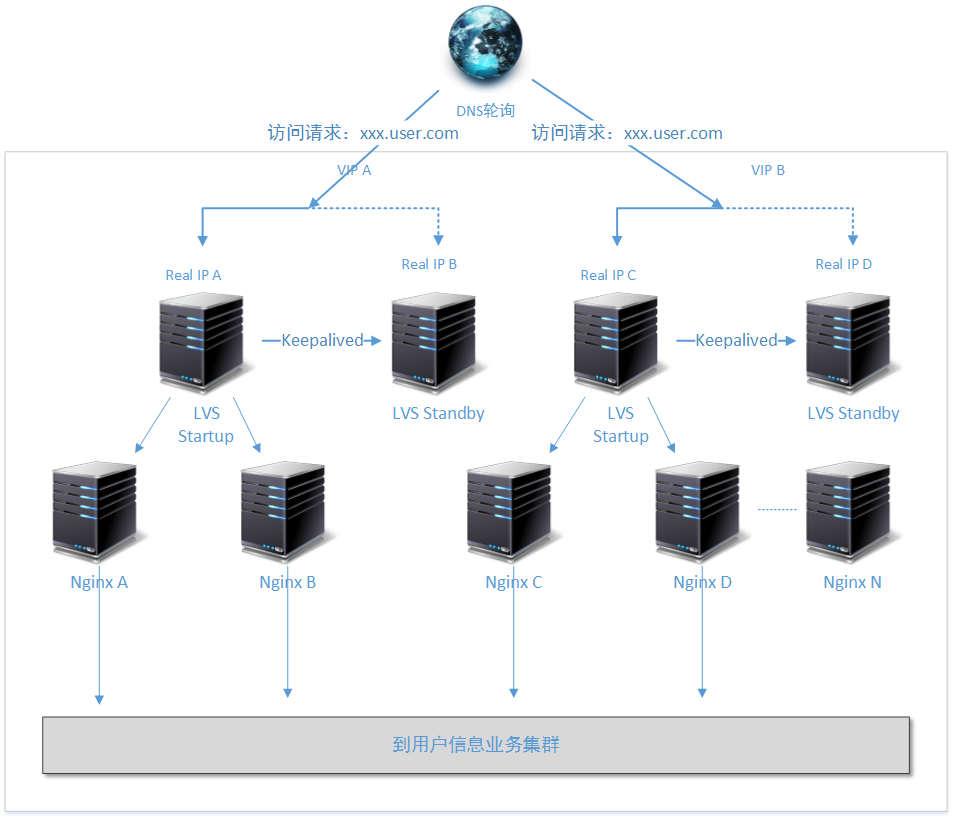 DNS轮询
访问请求：xxx.user.com
访问请求：xxx.user.com
VIP A
VIP B
Real IP A
Real IP B
Real IP C
Real IP D
Keepalived
Keepalived
LVS
Startup
LVS Standby
LVS
Startup
LVS Standby
Nginx A
Nginx B
Nginx C
Nginx D
Nginx N
到用户信息业务集群